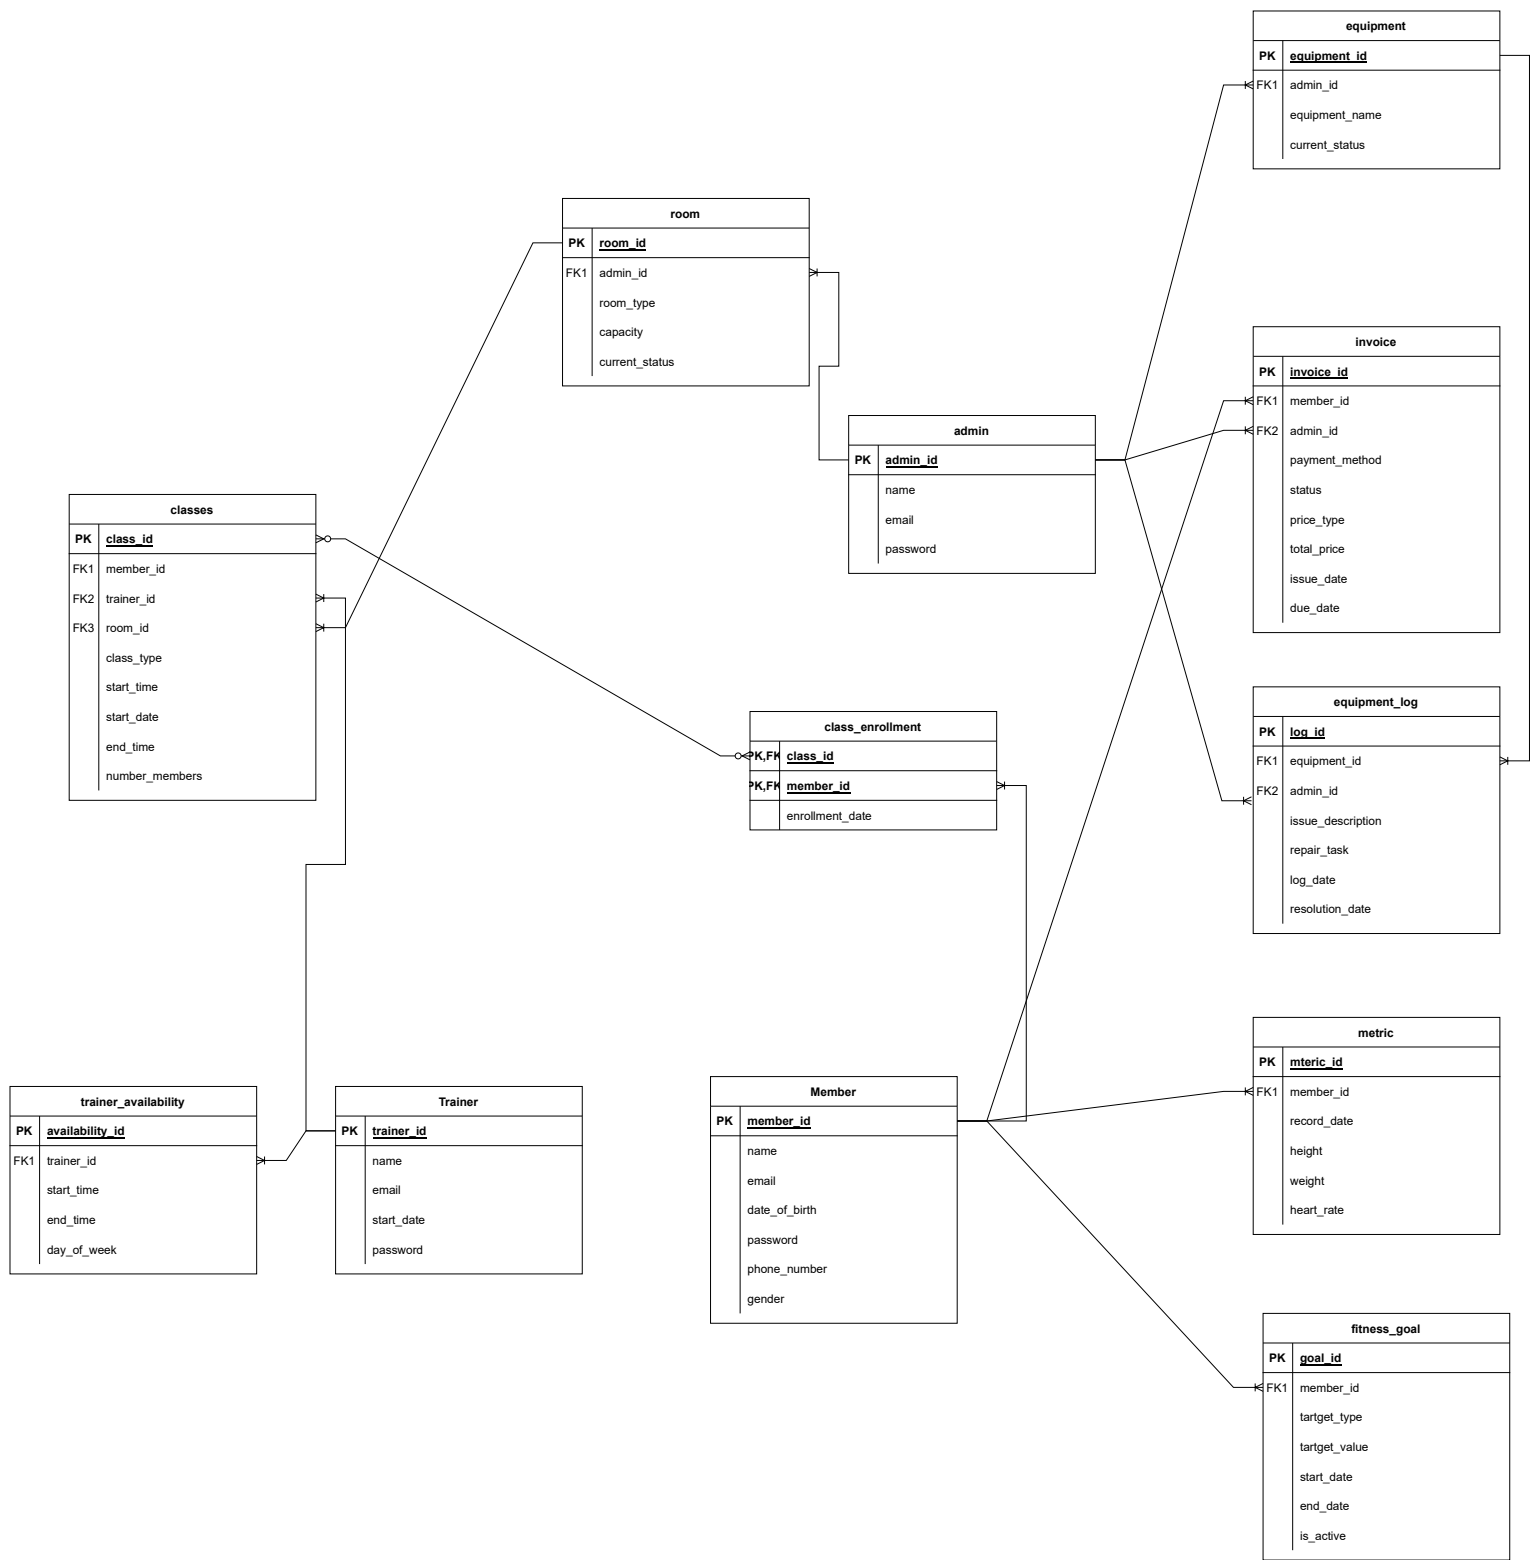 equipment
PK equipment_id
FK1 admin_id
equipment_name
current_status
room
PK room_id
FK1 admin_id
room_type
capacity
current_status
invoice
PK invoice_id
FK1 member_id
FK2 admin_id
payment_method
status
price_type
total_price
issue_date
due_date
admin
PK admin_id
name
email
password
classes
PK class_id
FK1 member_id
FK2 trainer_id
FK3 room_id
class_type
start_time
start_date
end_time
number_members
class_enrollment
PK,FK class_id
PK,FK member_id
enrollment_date
equipment_log
PK log_id
FK1 equipment_id
FK2 admin_id
issue_description
repair_task
log_date
resolution_date
trainer_availability
PK availability_id
FK1 trainer_id
start_time
end_time
day_of_week
Trainer
PK trainer_id
name
email
start_date
password
Member
PK member_id
name
email
date_of_birth
password
phone_number
gender
metric
PK mteric_id
FK1 member_id
record_date
height
weight
heart_rate
fitness_goal
PK goal_id
FK1 member_id
tartget_type
tartget_value
start_date
end_date
is_active